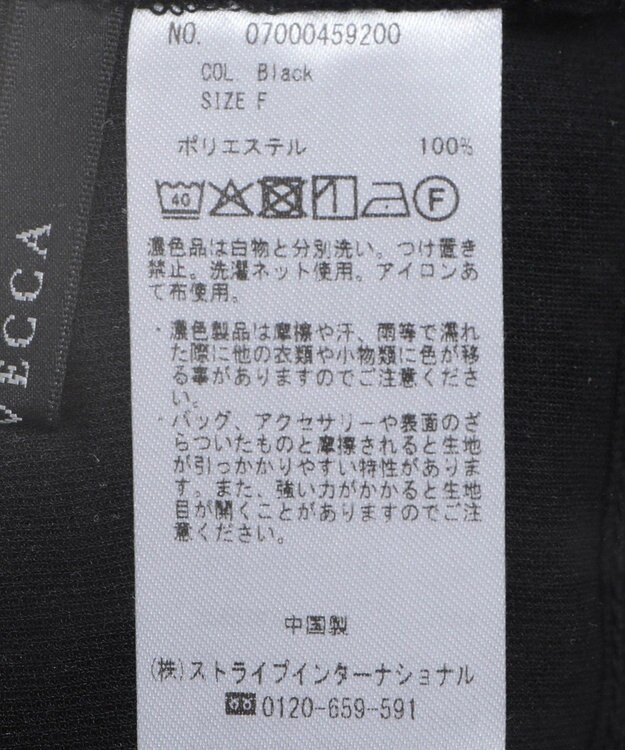 NO. 07000459200
COL Black
SIZE F
ポリエステル 100%
40 F
濃色品は白物と分別洗い。つけ置き
禁止。洗濯ネット使用。アイロンあ
て布使用。
・濃色製品は摩擦や汗、雨等で濡れ
た際に他の衣類や小物類に色が移
る事がありますのでご注意くださ
い。
・バッグ、アクセサリーや表面のざ
らついたものと摩擦されると生地
が引っかかりやすい特性がありま
す。また、強い力がかかると生地
目が開くことがありますのでご注
意ください。
中国製
(株)ストライプインターナショナル
0120-659-591
VECCA